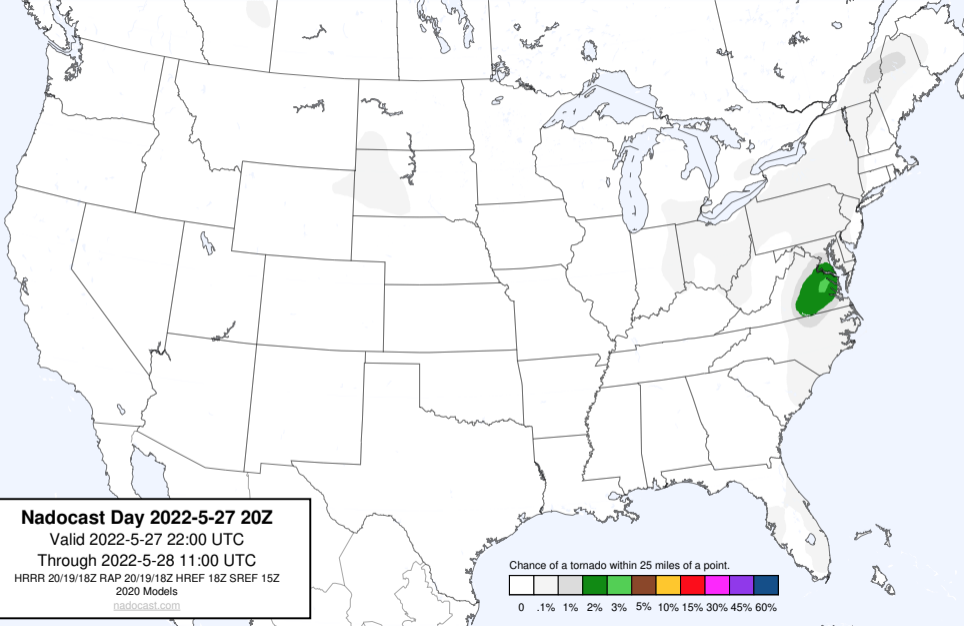 Nadocast Day 2022-5-27 20Z
Valid 2022-5-27 22:00 UTC
Through 2022-5-28 11:00 UTC
HRRR 20/19/18Z RAP 20/19/18Z HREF 18Z SREF 15Z
2020 Models
nadocast.com
Chance of a tornado within 25 miles of a point.
0 .1% 1% 2% 3% 5% 10% 15% 30% 45% 60%